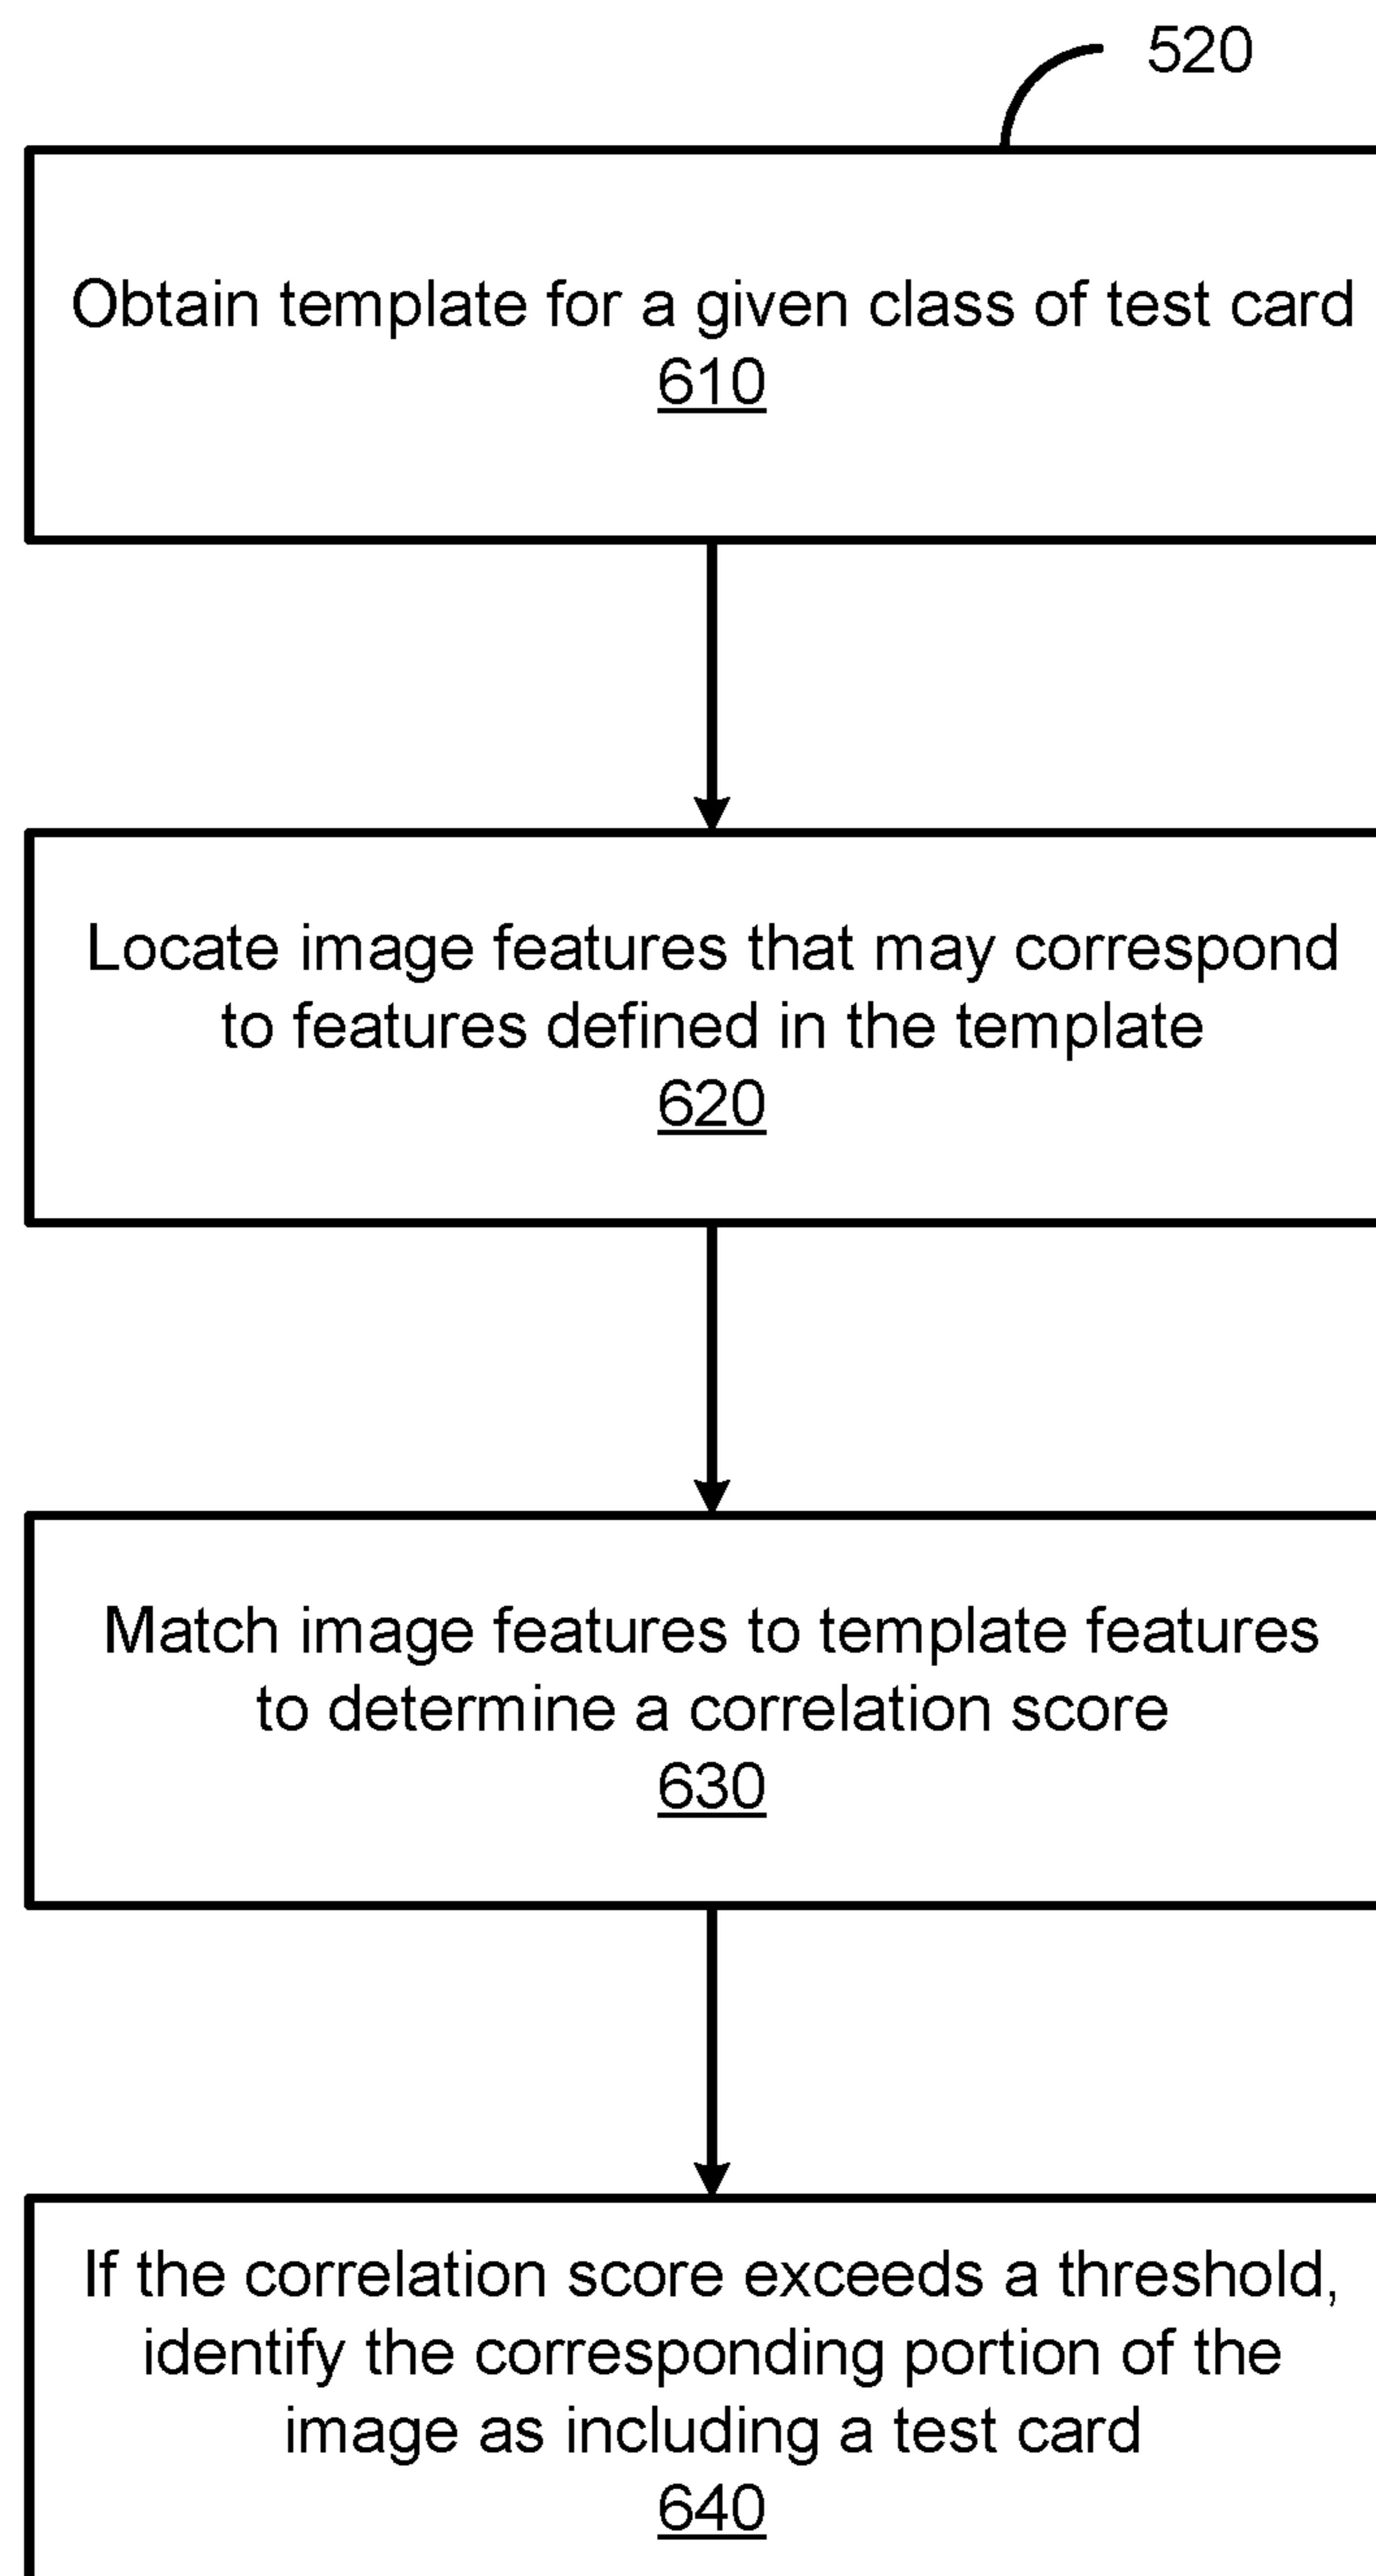 520
Obtain template for a given class of test card
610
Locate image features that may correspond
to features defined in the template
620
Match image features to template features
to determine a correlation score
630
If the correlation score exceeds a threshold,
identify the corresponding portion of the
image as including a test card
640